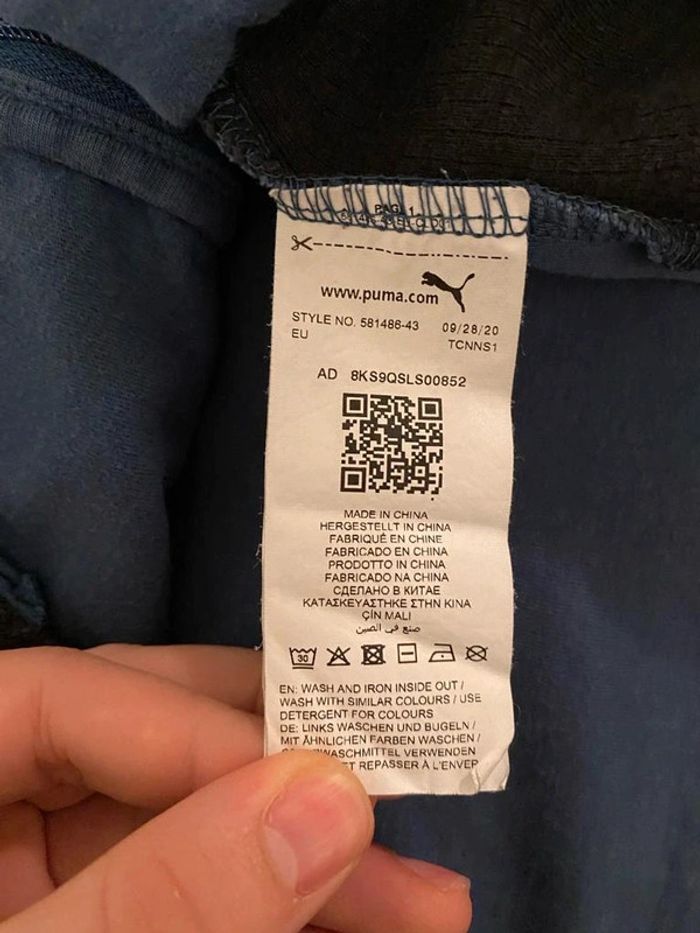 PAGE 1
www.puma.com
STYLE NO. 581486-43 09/28/20
EU TCNNS1
AD 8KS9QSLS00852
MADE IN CHINA
HERGESTELLT IN CHINA
FABRIQUÉ EN CHINE
FABRICADO EN CHINA
PRODOTTO IN CHINA
FABRICADO NA CHINA
СДЕЛАНО В КИТАЕ
ΚΑΤΑΣΚΕΥΑΣΤΗΚΕ ΣΤΗΝ ΚΙΝΑ
ÇİN MALI
صنع في الصين
30
EN: WASH AND IRON INSIDE OUT /
WASH WITH SIMILAR COLOURS / USE
DETERGENT FOR COLOURS
DE: LINKS WASCHEN UND BUGELN /
MIT ÄHNLICHEN FARBEN WASCHEN /
WASCHMITTEL VERWENDEN
ET REPASSER À L'ENVER